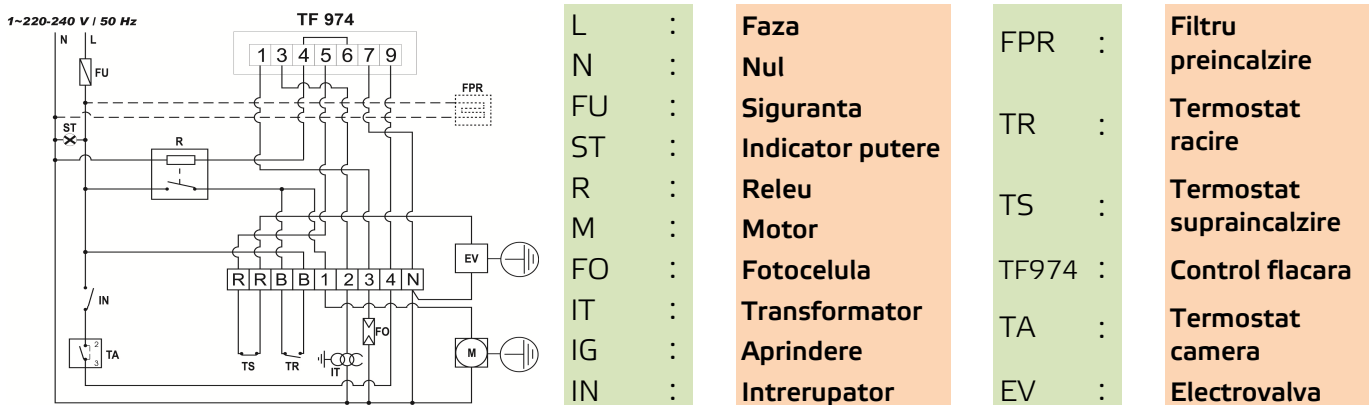 1~220-240 V / 50 Hz
TF 974
N L
1 3 4 5 6 7 9
FU
FPR
ST
R
EV
R R B B 1 2 3 4 N
IN
FO
2
3
TA
TS
TR
IT
M
L : Faza
N : Nul
FU : Siguranta
ST : Indicator putere
R : Releu
M : Motor
FO : Fotocelula
IT : Transformator
IG : Aprindere
IN : Intrerupator
FPR : Filtru
preincalzire
TR : Termostat
racire
TS : Termostat
supraincalzire
TF974 : Control flacara
TA : Termostat
camera
EV : Electrovalva